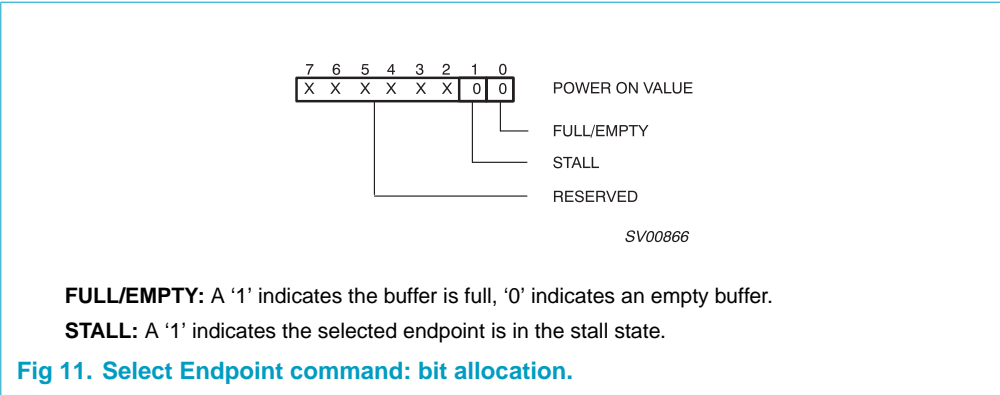 7 6 5 4 3 2 1 0
X X X X X X 0 0 POWER ON VALUE
FULL/EMPTY
STALL
RESERVED
SV00866
FULL/EMPTY: A ‘1’ indicates the buffer is full, ‘0’ indicates an empty buffer.
STALL: A ‘1’ indicates the selected endpoint is in the stall state.
Fig 11. Select Endpoint command: bit allocation.